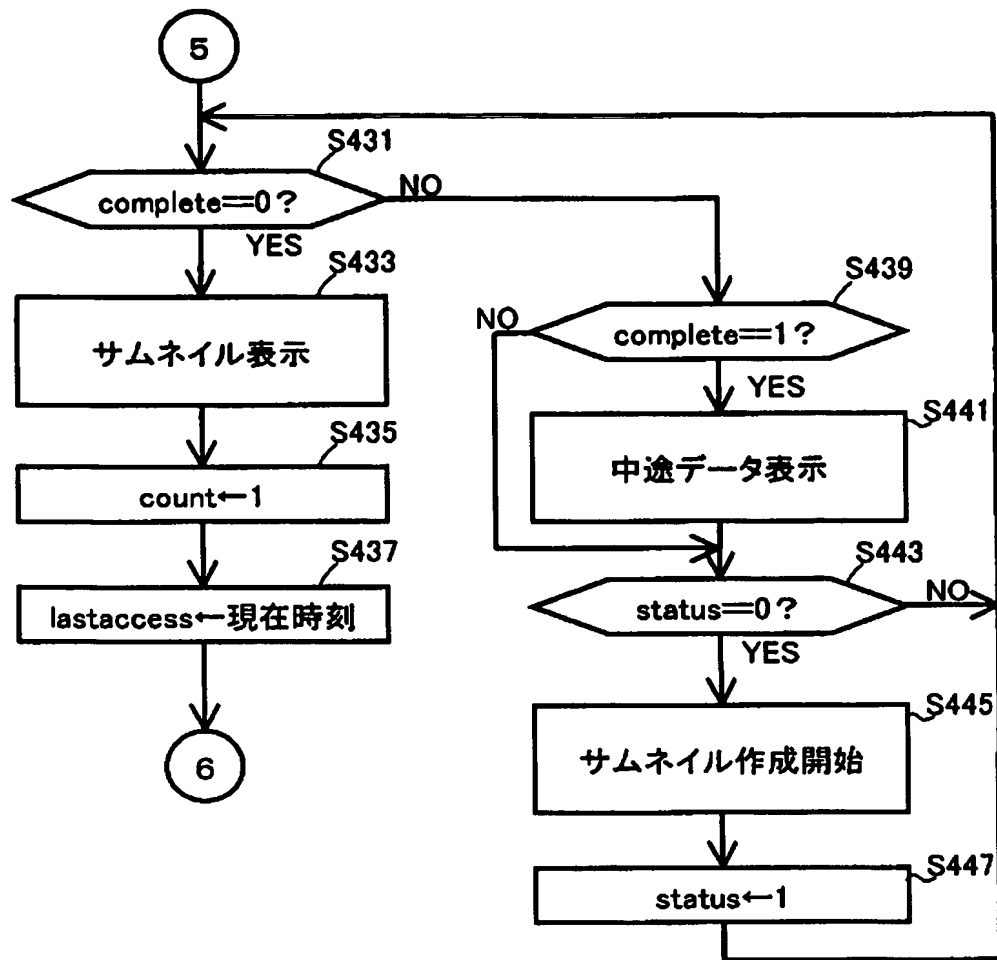 5
S431
complete==0?
NO
YES
S433
サムネイル表示
S435
count←1
S437
lastaccess←現在時刻
6
S439
complete==1?
NO
YES
S441
中途データ表示
S443
status==0?
NO
YES
S445
サムネイル作成開始
S447
status←1